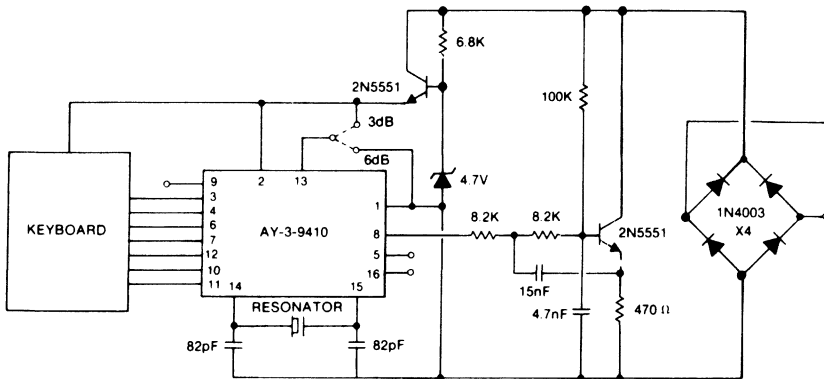 6.8K
2N5551
3dB
100K
6dB
9
2
13
4.7V
3
1
4
KEYBOARD
6
AY-3-9410
8.2K
8.2K
2N5551
1N4003
X4
7
8
12
5
10
16
11
14
15
15nF
RESONATOR
4.7nF
470 Ω
82pF
82pF